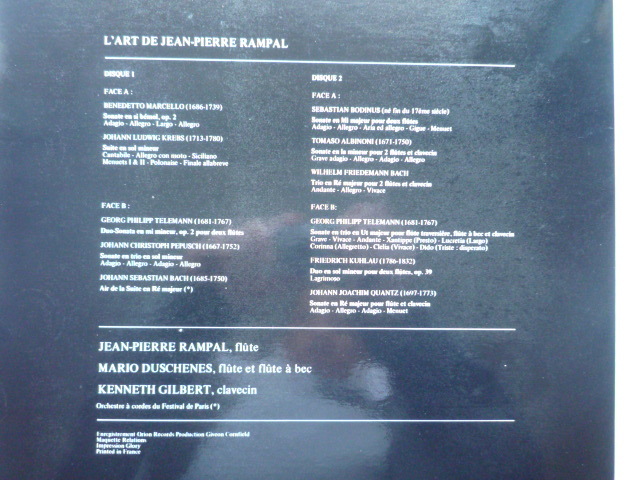 L'ART DE JEAN-PIERRE RAMPAL
DISQUE 1
FACE A :
BENEDETTO MARCELLO (1686-1739)
Sonate en si bémol, op. 2
Adagio - Allegro - Largo - Allegro
JOHANN LUDWIG KREBS (1713-1780)
Suite en sol mineur
Cantabile - Allegro con moto - Siciliano
Menuets I & II - Polonaise - Finale allabreve
FACE B :
GEORG PHILIPP TELEMANN (1681-1767)
Duo-Sonata en mi mineur, op. 2 pour deux flûtes
JOHANN CHRISTOPH PEPUSCH (1667-1752)
Sonate en trio en sol mineur
Adagio - Allegro - Adagio - Allegro
JOHANN SEBASTIAN BACH (1685-1750)
Air de la Suite en Ré majeur (*)
DISQUE 2
FACE A :
SEBASTIAN BODINUS (né fin du 17ème siècle)
Sonate en Mi majeur pour deux flûtes
Adagio - Allegro - Aria ed allegro - Gigue - Menuet
TOMASO ALBINONI (1671-1750)
Sonate en la mineur pour 2 flûtes et clavecin
Grave adagio - Allegro - Adagio - Allegro
WILHELM FRIEDEMANN BACH
Trio en Ré majeur pour 2 flûtes et clavecin
Andante - Allegro - Vivace
FACE B:
GEORG PHILIPP TELEMANN (1681-1767)
Sonate en trio en Ut majeur pour flûte traversière, flûte à bec et clavecin
Grave - Vivace - Andante - Xantippe (Presto) - Lucretia (Largo)
Corinna (Allegretto) - Clelia (Vivace) - Dido (Triste : disperato)
FRIEDRICH KUHLAU (1786-1832)
Duo en sol mineur pour deux flûtes, op. 39
Lagrimoso
JOHANN JOACHIM QUANTZ (1697-1773)
Sonate en Ré majeur pour flûte et clavecin
Adagio - Allegro - Adagio - Menuet
JEAN-PIERRE RAMPAL, flûte
MARIO DUSCHENES, flûte et flûte à bec
KENNETH GILBERT, clavecin
Orchestre à cordes du Festival de Paris (*)
Enregistrement Orion Records Production Giveon Cornfield
Maquette Relations
Impression Glory
Printed in France